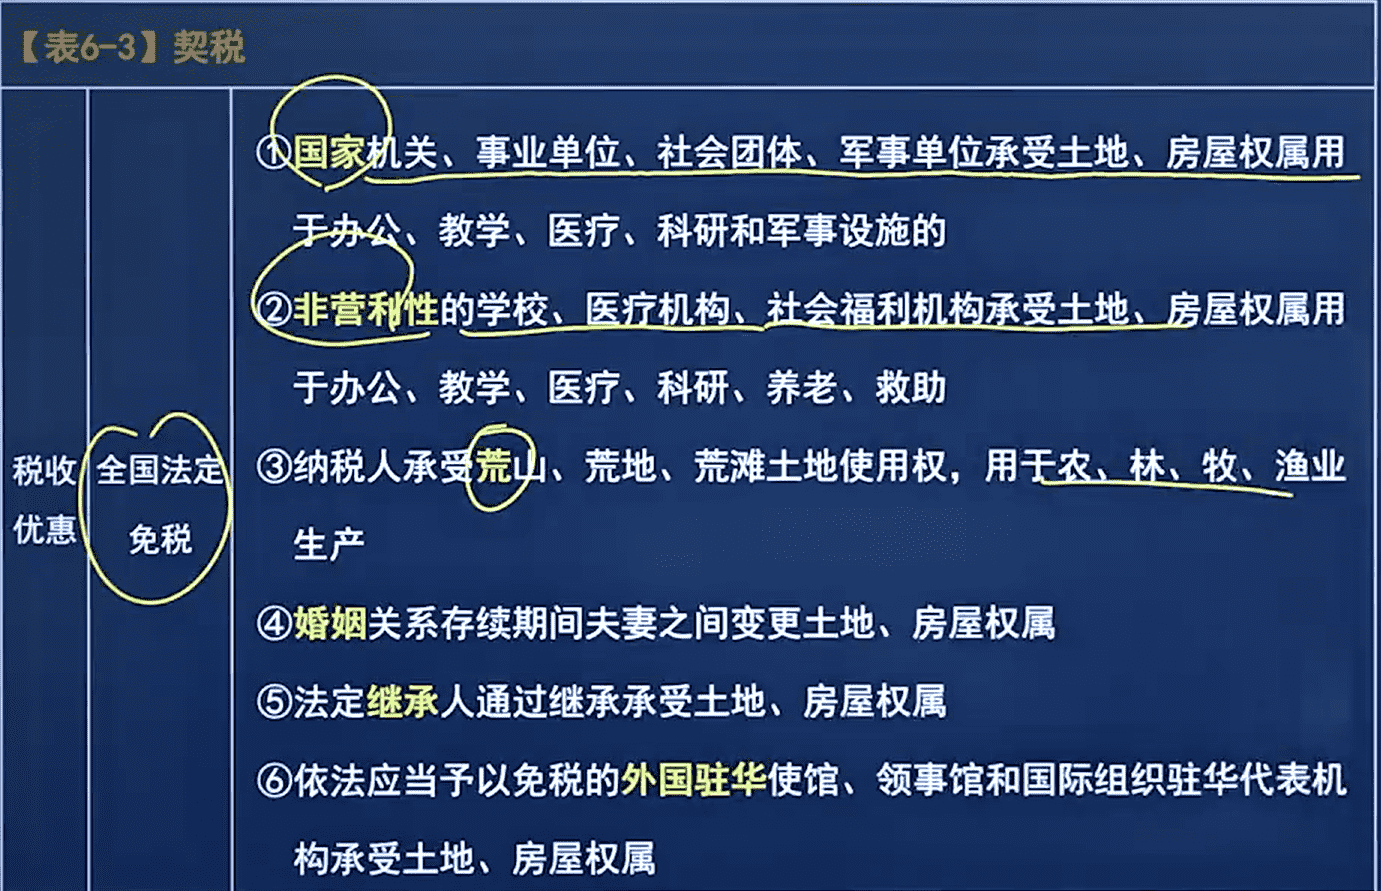 【表6-3】契税
税收
优惠
全国法定
免税
①国家机关、事业单位、社会团体、军事单位承受土地、房屋权属用
于办公、教学、医疗、科研和军事设施的
②非营利性的学校、医疗机构、社会福利机构承受土地、房屋权属用
于办公、教学、医疗、科研、养老、救助
③纳税人承受荒山、荒地、荒滩土地使用权，用于农、林、牧、渔业
生产
④婚姻关系存续期间夫妻之间变更土地、房屋权属
⑤法定继承人通过继承承受土地、房屋权属
⑥依法应当予以免税的外国驻华使馆、领事馆和国际组织驻华代表机
构承受土地、房屋权属